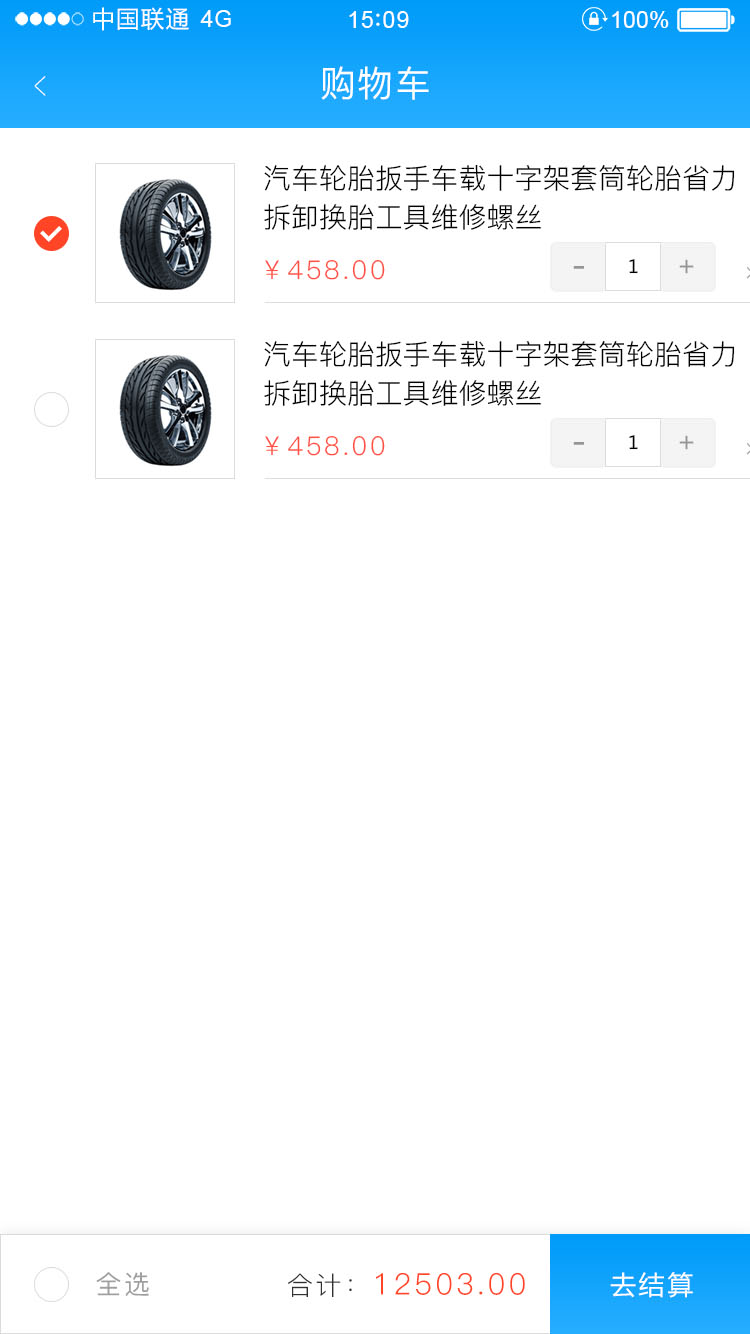 中国联通 4G 15:09 100%
购物车
汽车轮胎扳手车载十字架套筒轮胎省力
拆卸换胎工具维修螺丝
¥458.00 - 1 +
汽车轮胎扳手车载十字架套筒轮胎省力
拆卸换胎工具维修螺丝
¥458.00 - 1 +
全选 合计：12503.00 去结算